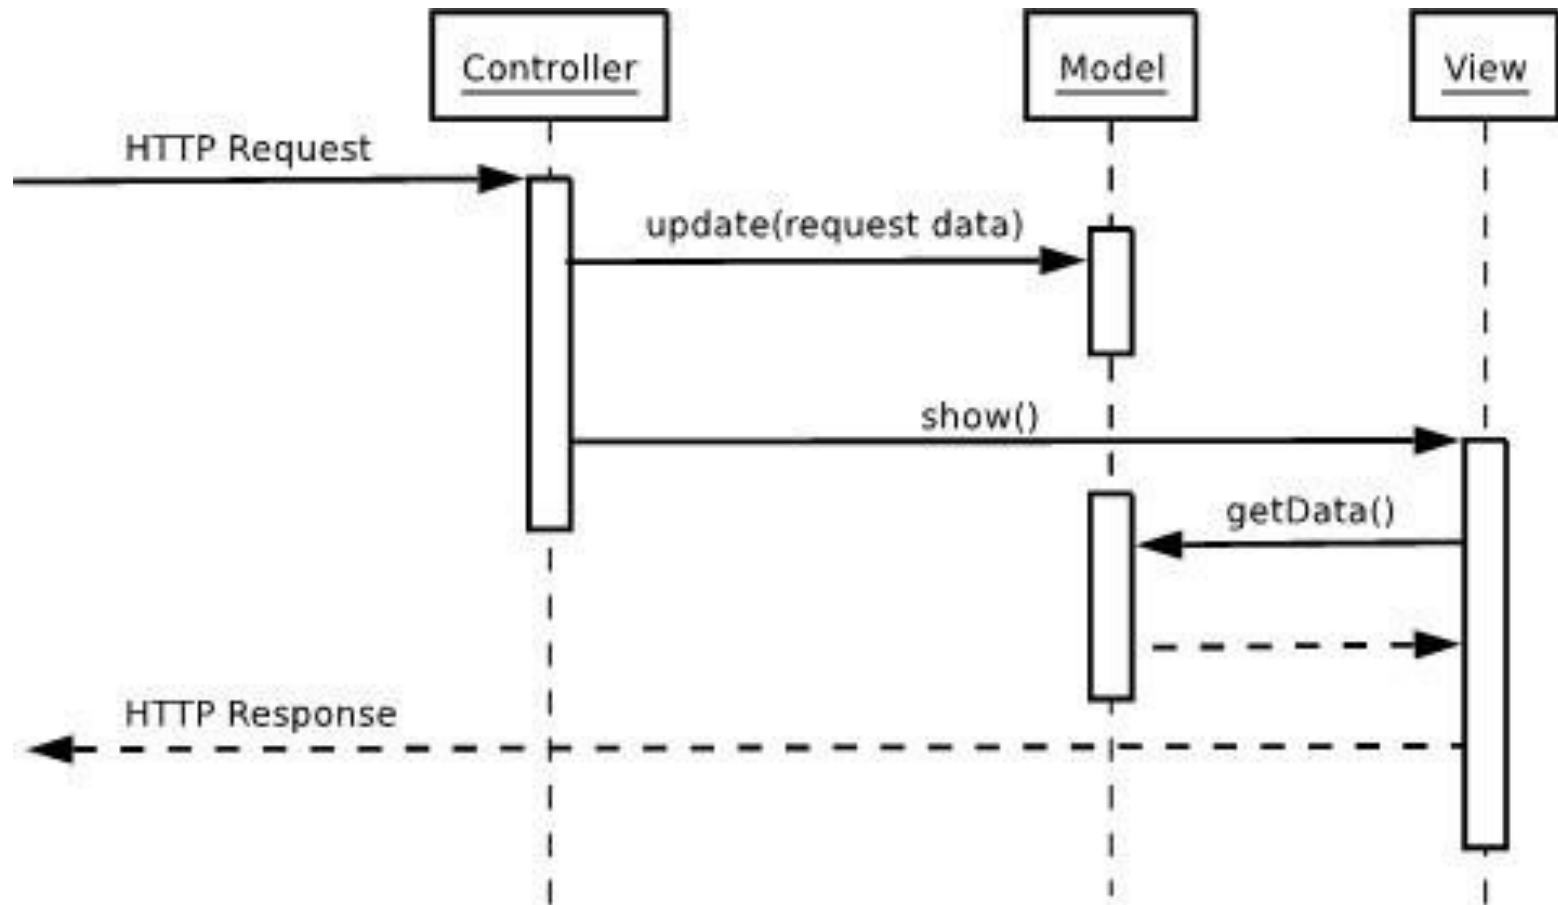 Controller
Model
View
HTTP Request
update(request data)
show()
getData()
HTTP Response